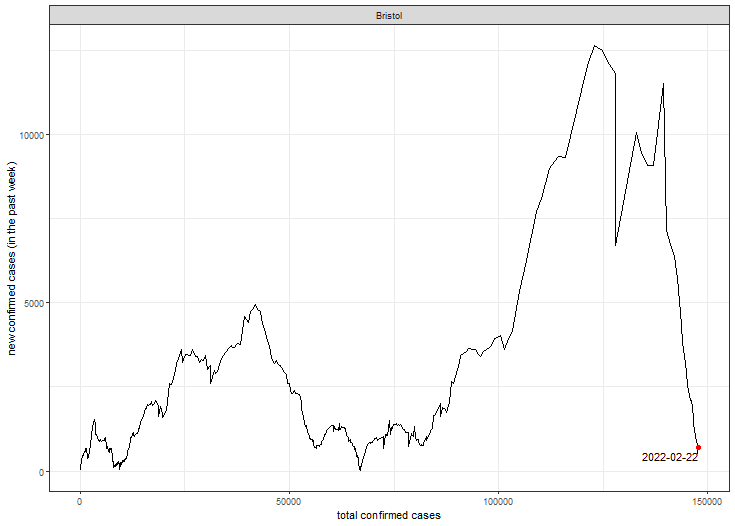 Bristol
new confirmed cases (in the past week)
10000
5000
0
2022-02-22
0
50000
100000
150000
total confirmed cases